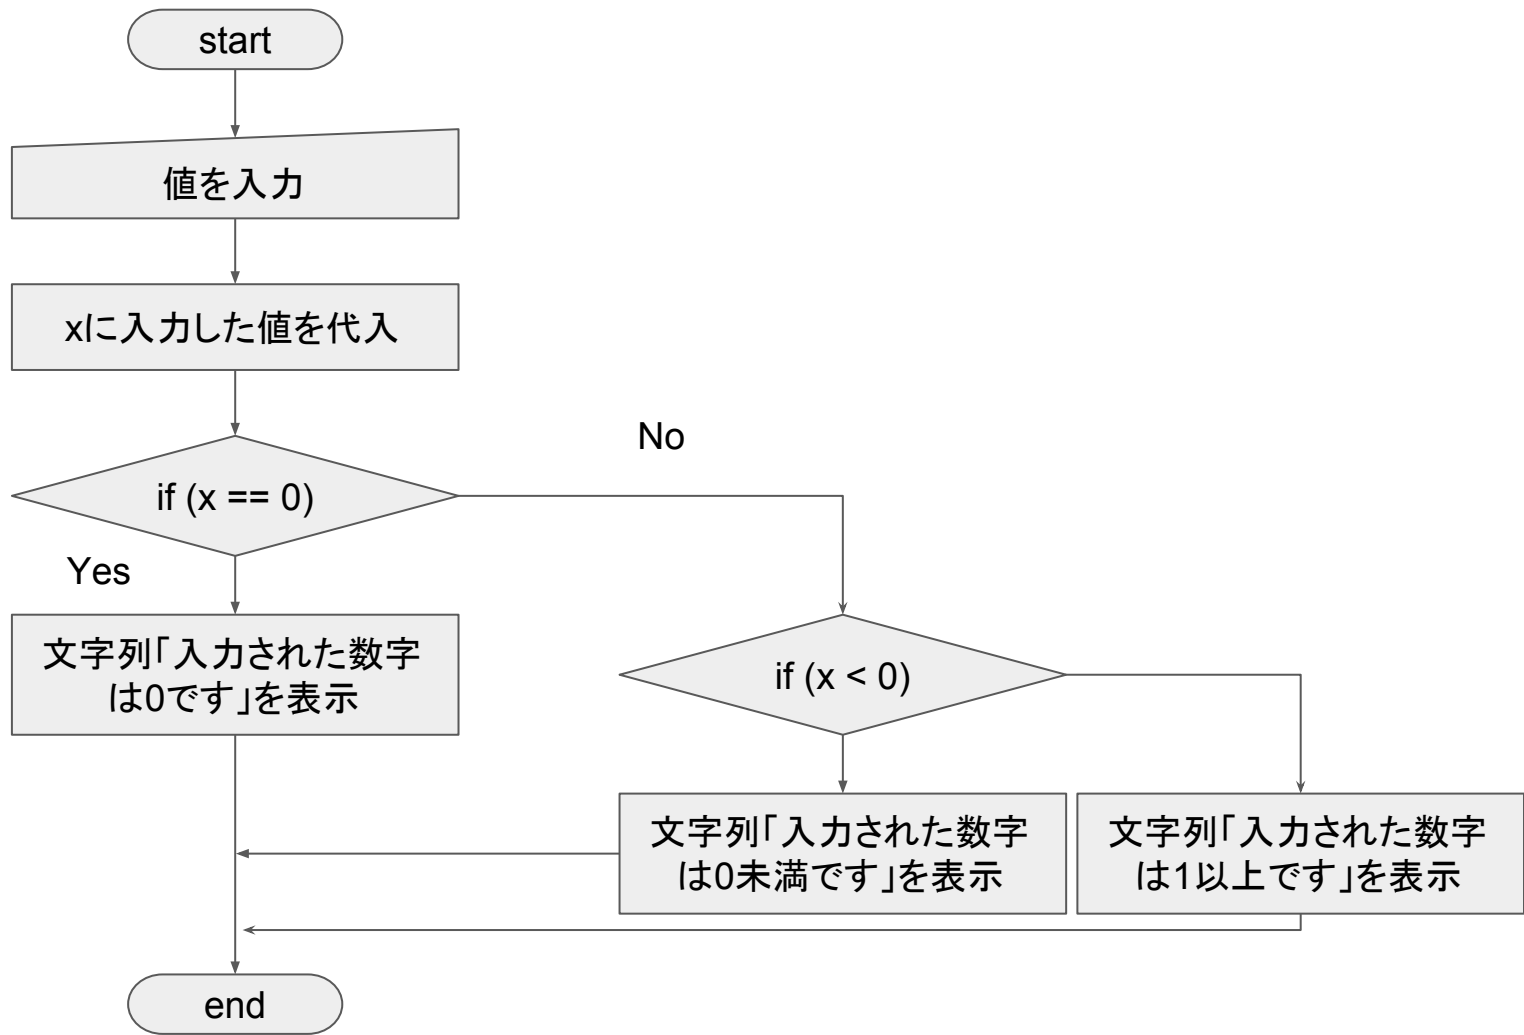 start
値を入力
xに入力した値を代入
No
if (x == 0)
Yes
文字列「入力された数字
は0です」を表示
if (x < 0)
文字列「入力された数字
は0未満です」を表示
文字列「入力された数字
は1以上です」を表示
end